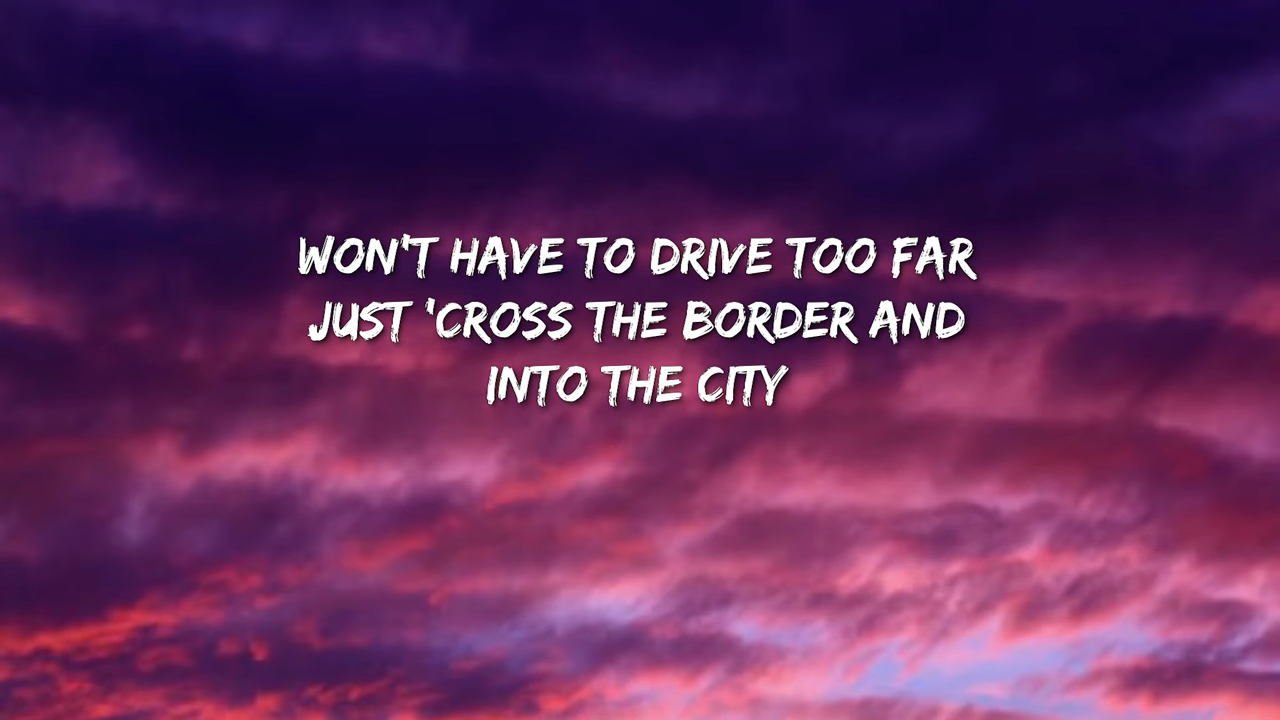 WON'T HAVE TO DRIVE TOO FAR
JUST 'CROSS THE BORDER AND
INTO THE CITY